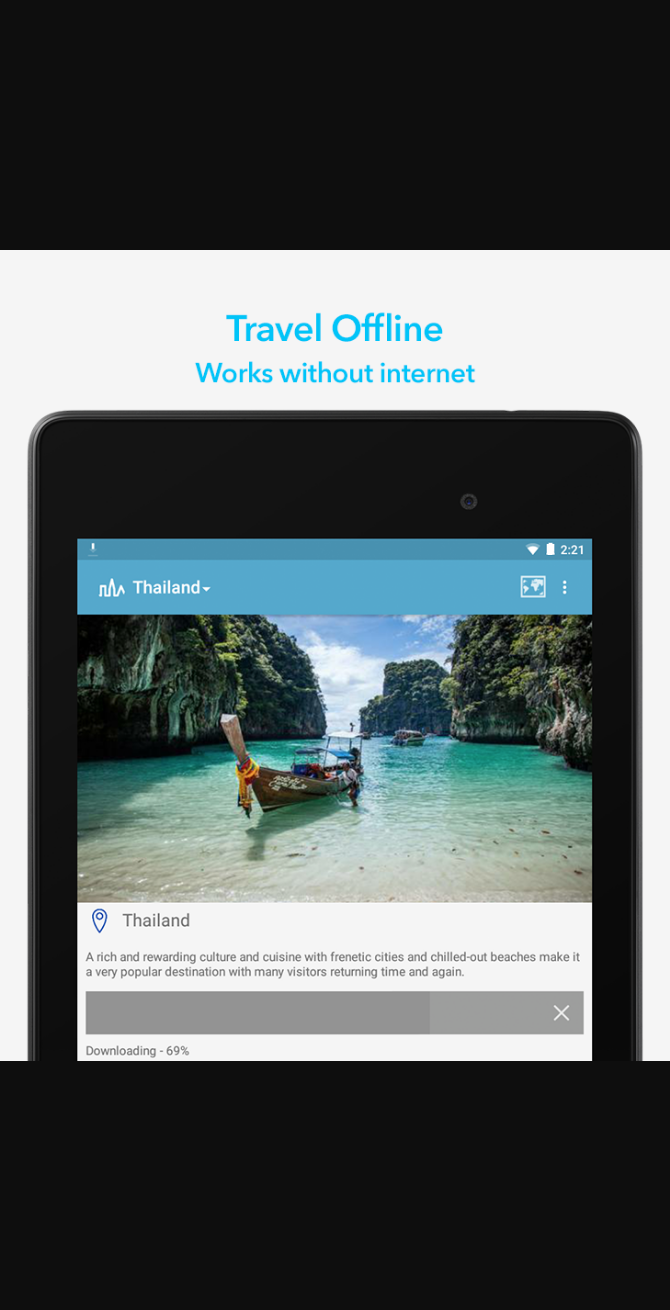 Travel Offline
Works without internet
2:21
Thailand
Thailand
A rich and rewarding culture and cuisine with frenetic cities and chilled-out beaches make it
a very popular destination with many visitors returning time and again.
Downloading - 69%